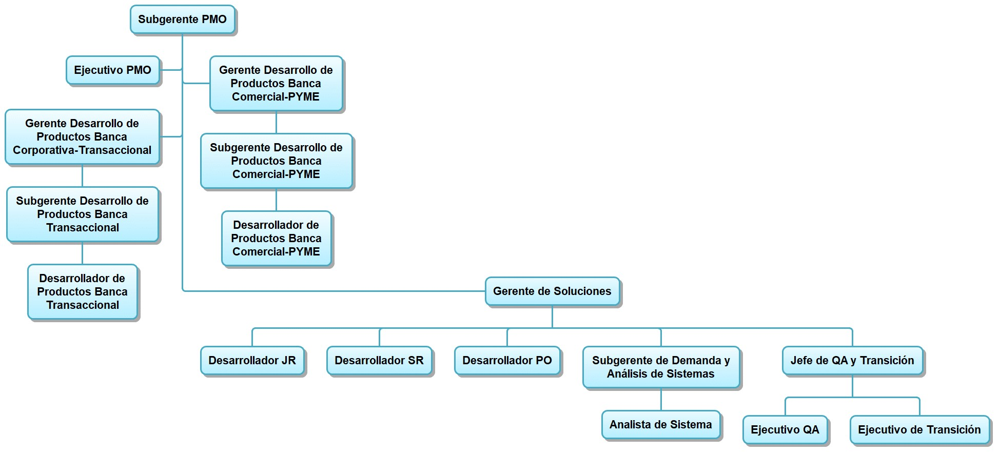 Subgerente PMO
Ejecutivo PMO
Gerente Desarrollo de
Productos Banca
Comercial-PYME
Gerente Desarrollo de
Productos Banca
Corporativa-Transaccional
Subgerente Desarrollo de
Productos Banca
Comercial-PYME
Subgerente Desarrollo de
Productos Banca
Transaccional
Desarrollador de
Productos Banca
Comercial-PYME
Desarrollador de
Productos Banca
Transaccional
Gerente de Soluciones
Desarrollador JR
Desarrollador SR
Desarrollador PO
Subgerente de Demanda y
Análisis de Sistemas
Jefe de QA y Transición
Analista de Sistema
Ejecutivo QA
Ejecutivo de Transición